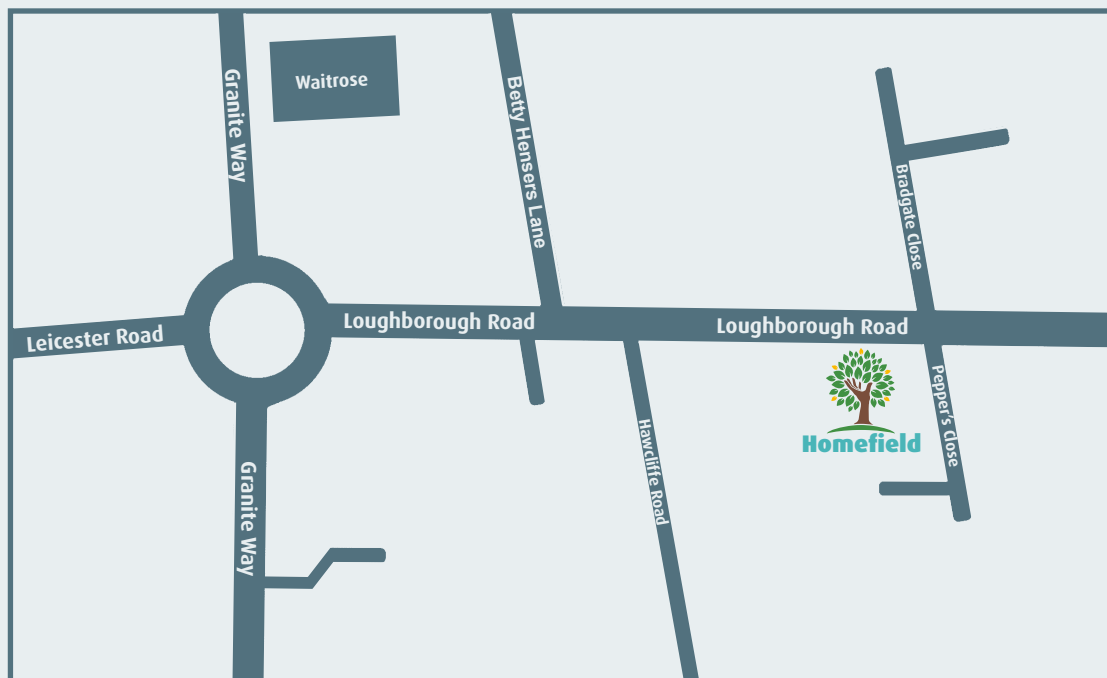 Granite Way
Waitrose
Betty Hensers Lane
Bradgate close
Leicester Road
Loughborough Road
Loughborough Road
Homefield
Pepper's close
Hawcliffe Road
Granite Way